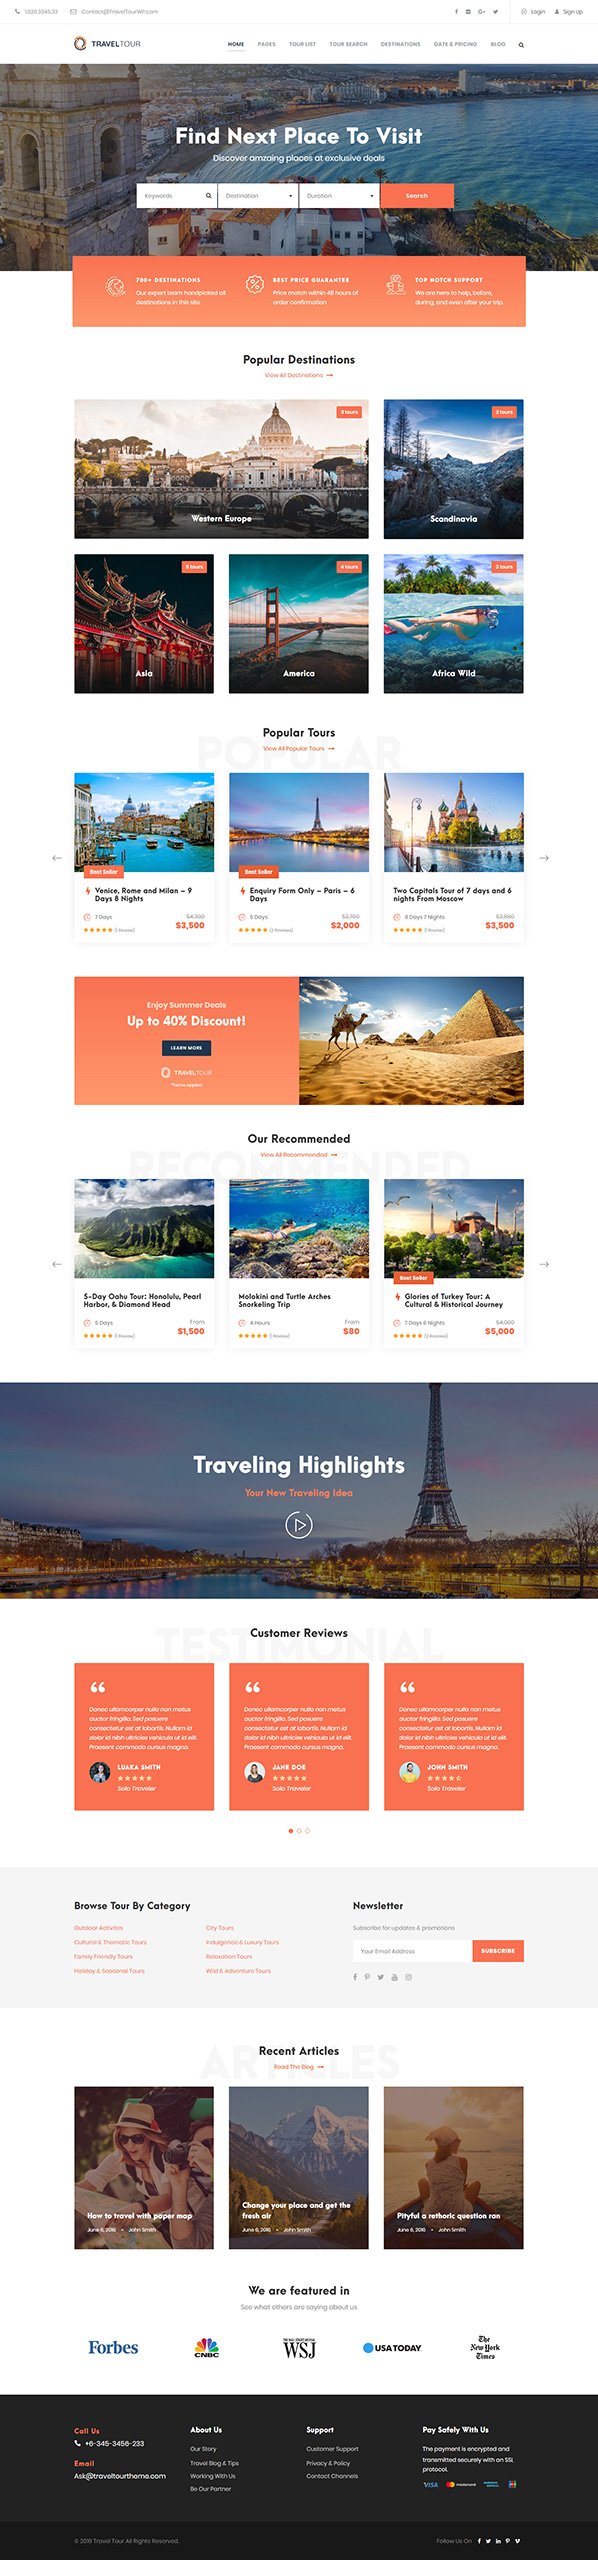 1.820.3345.33 Contact@TravelTourWP.com Login Sign Up
TRAVELTOUR HOME PAGES TOUR LIST TOUR SEARCH DESTINATIONS DATE & PRICING BLOG
Find Next Place To Visit
Discover amzaing places at exclusive deals
Keywords Destination Duration Search
700+ DESTINATIONS
Our expert team handpicked all
destinations in this site
BEST PRICE GUARANTEE
Price match within 48 hours of
order confirmation
TOP NOTCH SUPPORT
We are here to help, before,
during, and even after your trip.
Popular Destinations
View All Destinations
3 tours
Western Europe
2 tours
Scandinavia
5 tours
Asia
4 tours
America
3 tours
Africa Wild
POPULAR
Popular Tours
View All Popular Tours
Best Seller
Venice, Rome and Milan – 9
Days 8 Nights
7 Days $4,300
(1 Review) $3,500
Best Seller
Enquiry Form Only – Paris – 6
Days
5 Days $3,700
(2 Reviews) $2,000
Two Capitals Tour of 7 days and 6
nights From Moscow
8 Days 7 Nights
(1 Review) $3,500
Enjoy Summer Deals
Up to 40% Discount!
LEARN MORE
TRAVELTOUR
*Terms applied
RECOMMENDED
Our Recommended
View All Recommended
5-Day Oahu Tour: Honolulu, Pearl
Harbor, & Diamond Head
5 Days From
(1 Review) $1,500
Molokini and Turtle Arches
Snorkeling Trip
4 Hours From
(1 Review) $80
Best Seller
Glories of Turkey Tour: A
Cultural & Historical Journey
7 Days 6 Nights
(2 Reviews) $5,000
Traveling Highlights
Your New Traveling Idea
TESTIMONIAL
Customer Reviews
“
Donec ullamcorper nulla non metus
auctor fringilla. Sed posuere
consectetur est at lobortis. Nullam id
dolor id nibh ultricies vehicula ut id elit.
Praesent commodo cursus magna.
LUAKA SMITH
Solo Traveler
“
Donec ullamcorper nulla non metus
auctor fringilla. Sed posuere
consectetur est at lobortis. Nullam id
dolor id nibh ultricies vehicula ut id elit.
Praesent commodo cursus magna.
JANE DOE
Solo Traveler
“
Donec ullamcorper nulla non metus
auctor fringilla. Sed posuere
consectetur est at lobortis. Nullam id
dolor id nibh ultricies vehicula ut id elit.
Praesent commodo cursus magna.
JOHN SMITH
Solo Traveler
Browse Tour By Category
Outdoor Activites City Tours
Cultural & Thematic Tours Indulgence & Luxury Tours
Family Friendly Tours Relaxation Tours
Holiday & Seasonal Tours Wild & Adventure Tours
Newsletter
Subscribe for updates & promotions
Your Email Address SUBSCRIBE
ARTICLES
Recent Articles
Read The Blog
How to travel with paper map
June 6, 2016 • John Smith
Change your place and get the
fresh air
June 6, 2016 • John Smith
Pityful a rethoric question ran
June 6, 2016 • John Smith
We are featured in
See what others are saying about us
Forbes
CNBC
THE WALL STREET JOURNAL
WSJ
USA TODAY
The
New York
Times
Call Us
+6-345-3456-233
Email
Ask@traveltourtheme.com
About Us
Our Story
Travel Blog & Tips
Working With Us
Be Our Partner
Support
Customer Support
Privacy & Policy
Contact Channels
Pay Safely With Us
The payment is encrypted and
transmitted securely with an SSL
protocol.
VISA mastercard AMERICAN EXPRESS JCB
© 2019 Travel Tour All Rights Reserved. Follow Us On